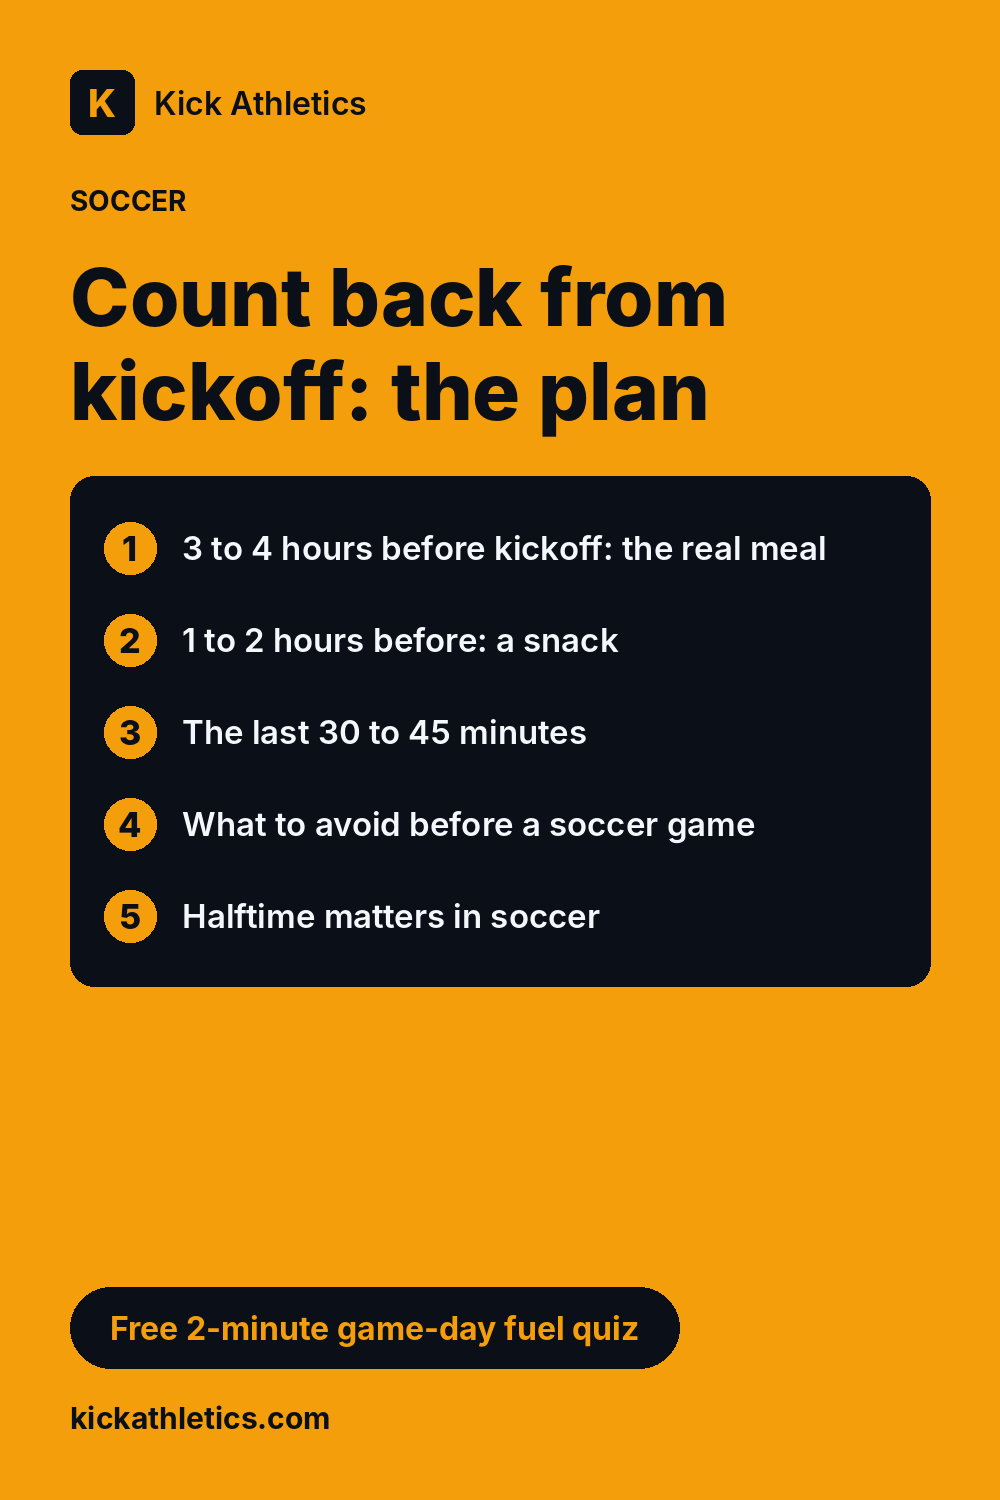 K
Kick Athletics
SOCCER
Count back from
kickoff: the plan
1 3 to 4 hours before kickoff: the real meal
2 1 to 2 hours before: a snack
3 The last 30 to 45 minutes
4 What to avoid before a soccer game
5 Halftime matters in soccer
Free 2-minute game-day fuel quiz
kickathletics.com